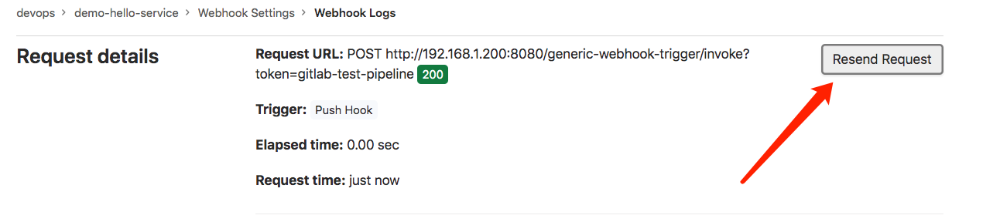 devops > demo-hello-service > Webhook Settings > Webhook Logs
Request details
Request URL: POST http://192.168.1.200:8080/generic-webhook-trigger/invoke?
token=gitlab-test-pipeline 200
Resend Request
Trigger: Push Hook
Elapsed time: 0.00 sec
Request time: just now